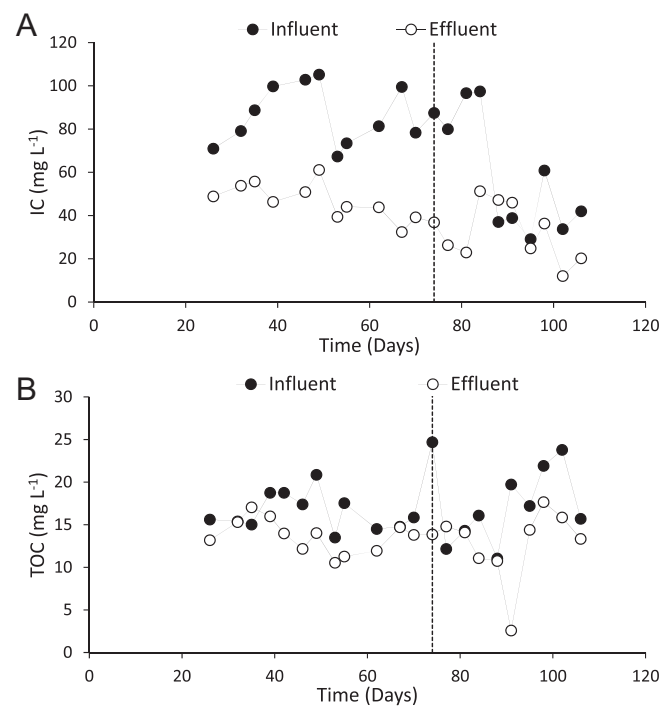 A
Influent Effluent
120
100
80
60
40
20
0
IC (mg L-1)
0 20 40 60 80 100 120
Time (Days)
B
Influent Effluent
30
25
20
15
10
5
0
TOC (mg L-1)
0 20 40 60 80 100 120
Time (Days)